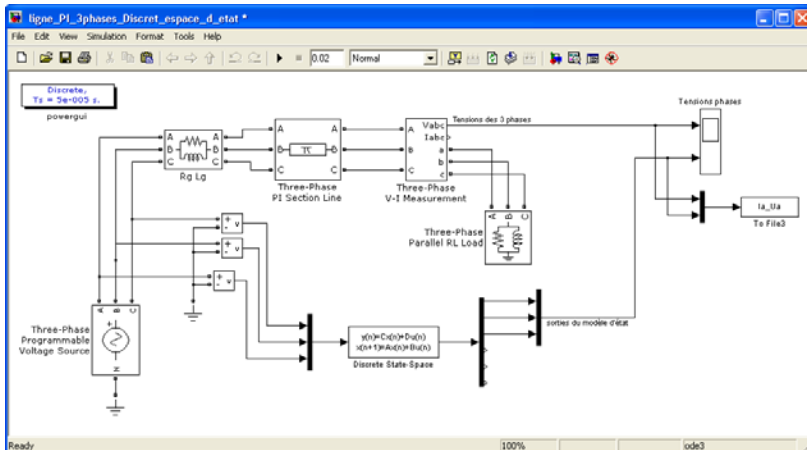 ligne_PI_3phases_Discret_espace_d_etat *
File Edit View Simulation Format Tools Help
0.02 Normal
Discrete,
Ts = 5e-005 s.
powergui
A A
B B
C C
Rg Lg
A A
B B
C C
Three-Phase
PI Section Line
Vabc
A Iabc
B a
b
C c
Three-Phase
V-I Measurement
Tensions des 3 phases
Tensions phases
Ia_Ua
To File3
A B C
Three-Phase
Parallel RL Load
+ v -
+ v -
+ v -
A B C
N
Three-Phase
Programmable
Voltage Source
y(n)=Cx(n)+Du(n)
x(n+1)=Ax(n)+Bu(n)
Discrete State-Space
sorties du modèle d'état
Ready 100% ode3